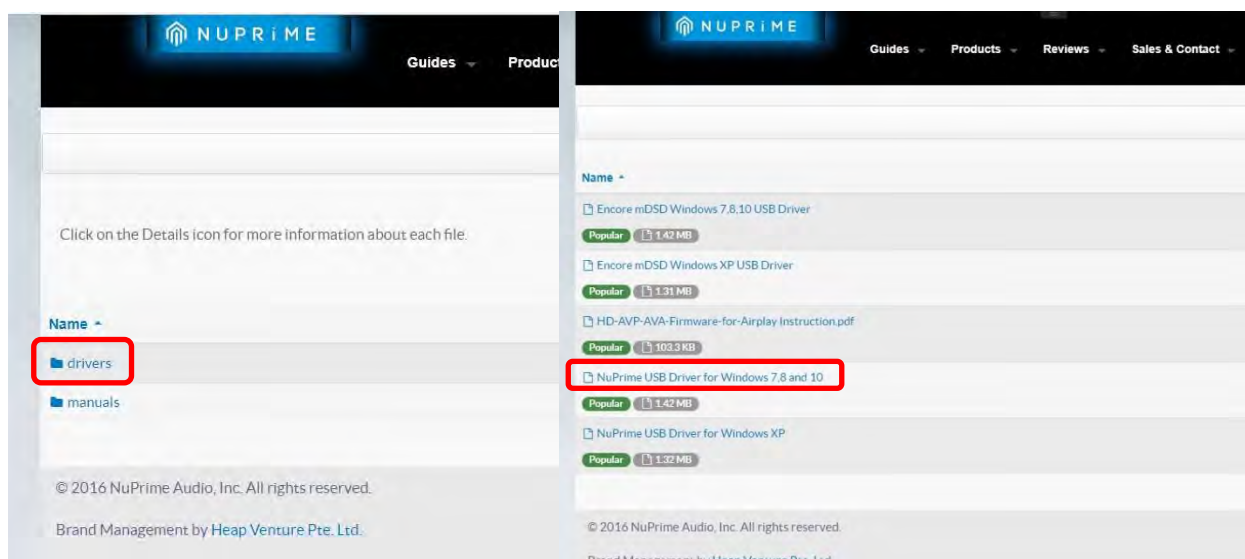 NUPRiME
Guides
Click on the Details icon for more information about each file.
Name
drivers
manuals
© 2016 NuPrime Audio, Inc. All rights reserved.
Brand Management by Heap Venture Pte. Ltd.
NUPRiME
Guides Products Reviews Sales & Contact
Name
Encore mDSD Windows 7,8,10 USB Driver
Popular 1.42 MB
Encore mDSD Windows XP USB Driver
Popular 1.31 MB
HD-AVP-AVA-Firmware-for-Airplay Instruction.pdf
Popular 103.3 KB
NuPrime USB Driver for Windows 7,8 and 10
Popular 1.42 MB
NuPrime USB Driver for Windows XP
Popular 1.32 MB
© 2016 NuPrime Audio, Inc. All rights reserved.